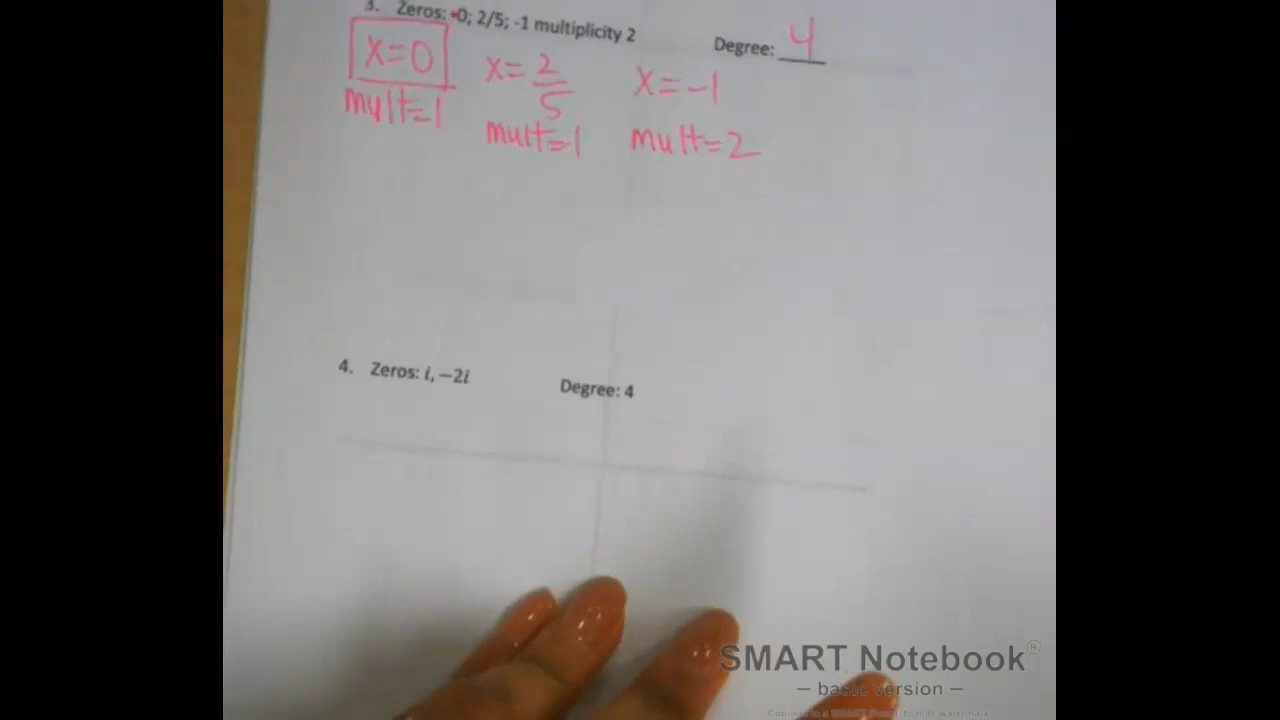 3. Zeros: 0; 2/5; -1 multiplicity 2 Degree: 4
x=0 x=2/5 x=-1
mult=1 mult=1 mult=2
4. Zeros: i, −2i Degree: 4
SMART Notebook®
— basic version —